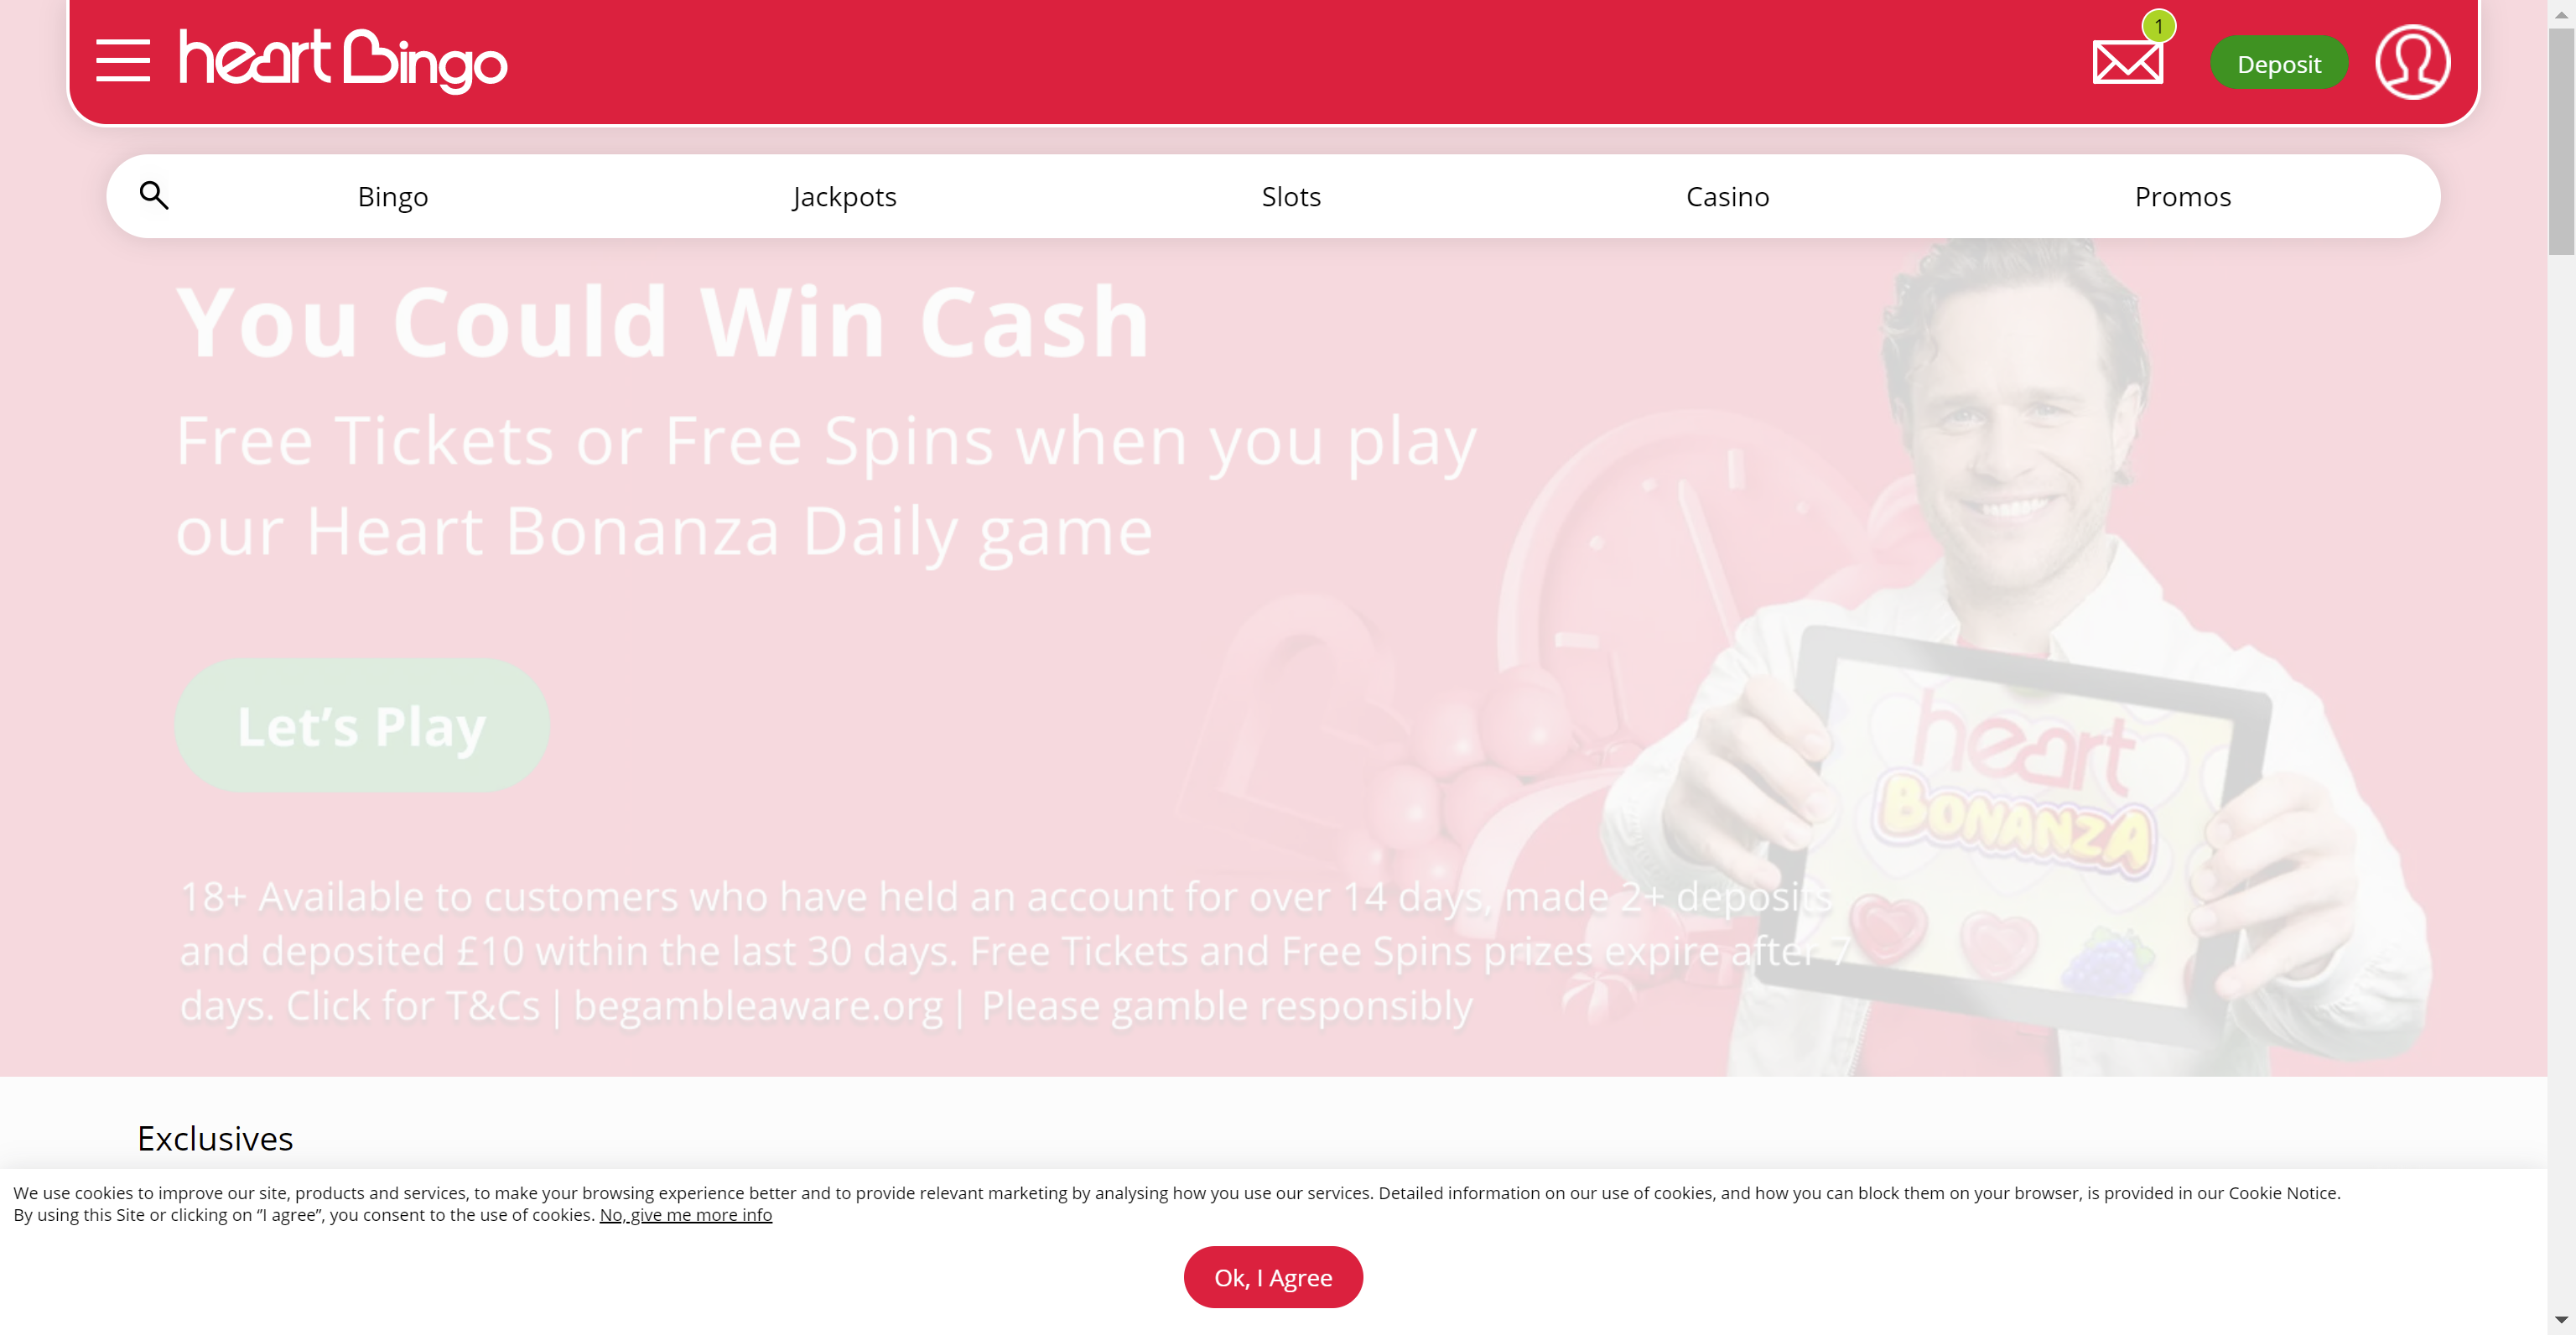 heart Bingo
1
Deposit
Bingo
Jackpots
Slots
Casino
Promos
You Could Win Cash
Free Tickets or Free Spins when you play
our Heart Bonanza Daily game
Let's Play
heart
BONANZA
18+ Available to customers who have held an account for over 14 days, made 2+ deposits
and deposited £10 within the last 30 days. Free Tickets and Free Spins prizes expire after 7
days. Click for T&Cs | begambleaware.org | Please gamble responsibly
Exclusives
We use cookies to improve our site, products and services, to make your browsing experience better and to provide relevant marketing by analysing how you use our services. Detailed information on our use of cookies, and how you can block them on your browser, is provided in our Cookie Notice.
By using this Site or clicking on “I agree”, you consent to the use of cookies. No, give me more info
Ok, I Agree